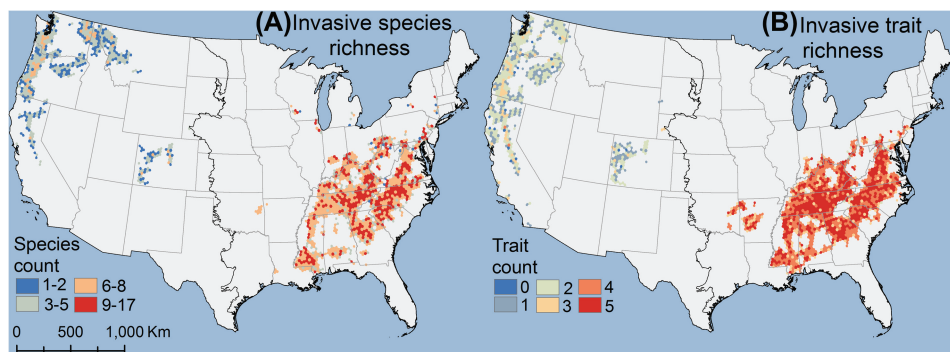 (A) Invasive species
richness
(B) Invasive trait
richness
Species
count
1-2 6-8
3-5 9-17
0 500 1,000 Km
Trait
count
0 2 4
1 3 5